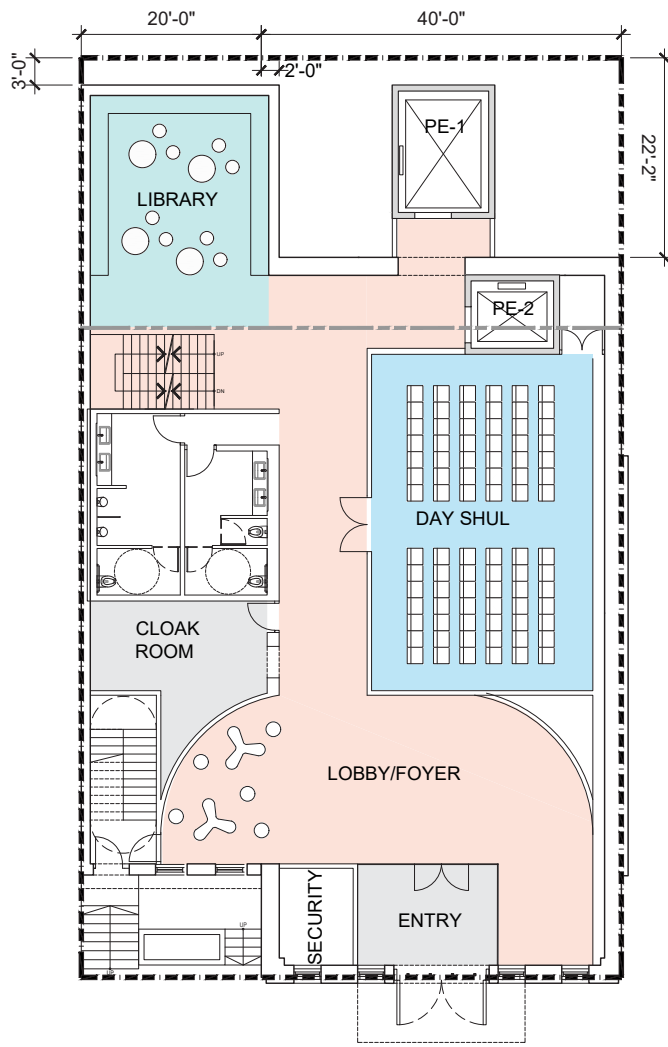 20'-0"
40'-0"
3'-0"
2'-0"
22'-2"
PE-1
LIBRARY
PE-2
UP
DN
DAY SHUL
CLOAK
ROOM
LOBBY/FOYER
SECURITY
ENTRY
UP
UP